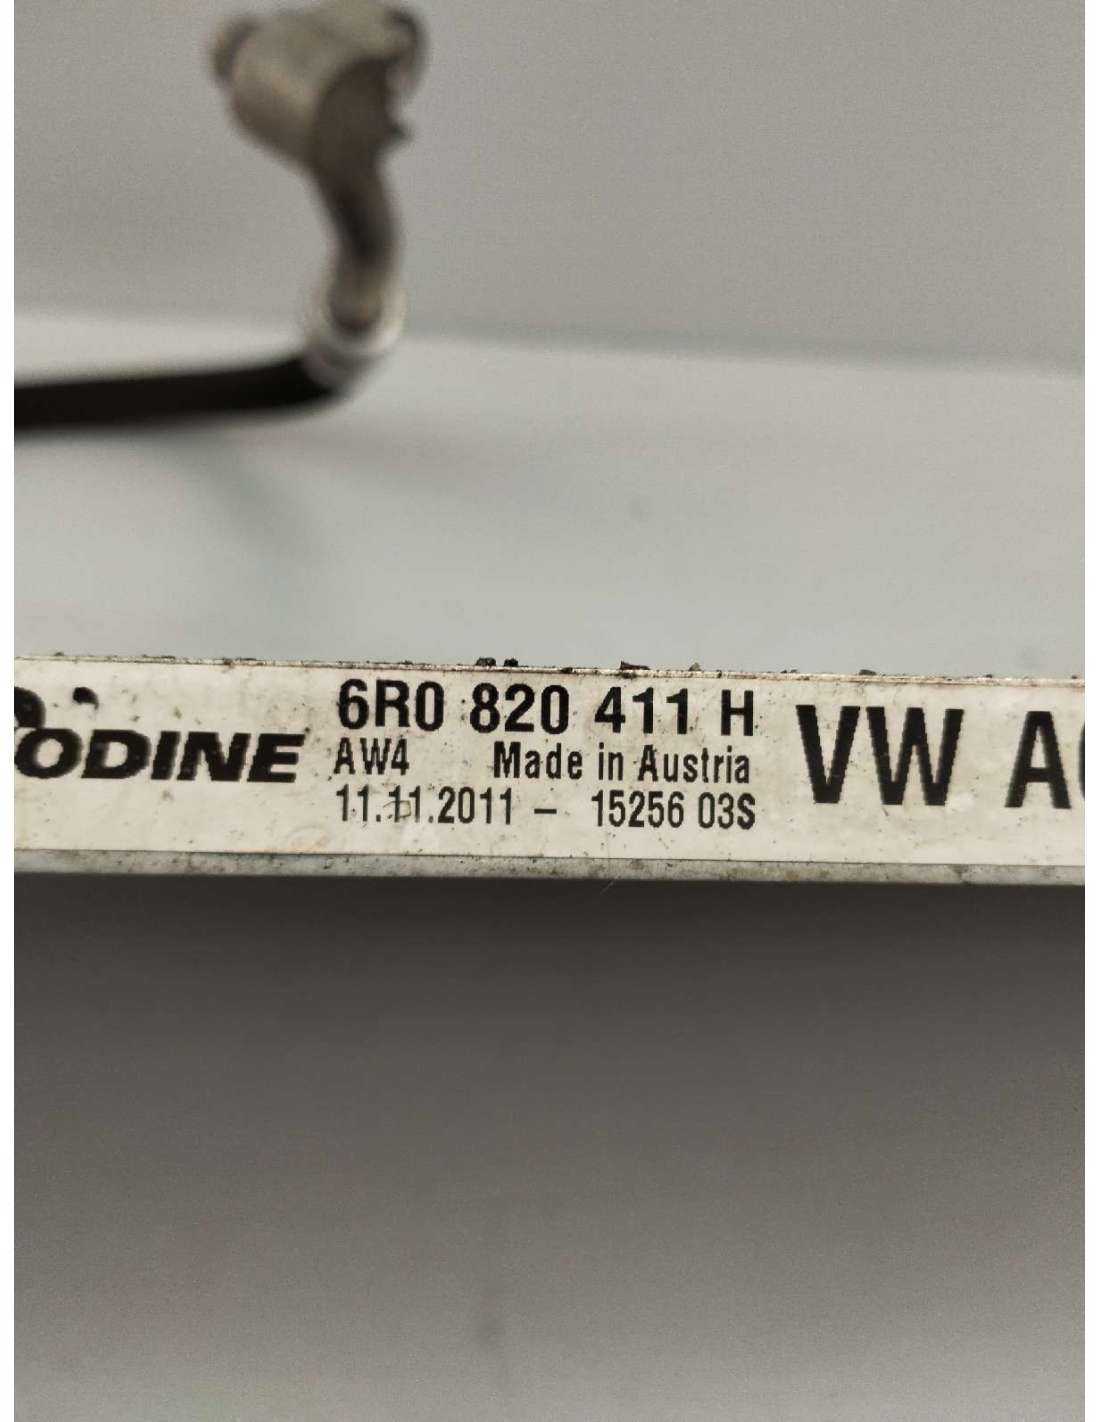 ODINE
6R0 820 411 H
AW4 Made in Austria
11.11.2011 – 15256 03S
VW A